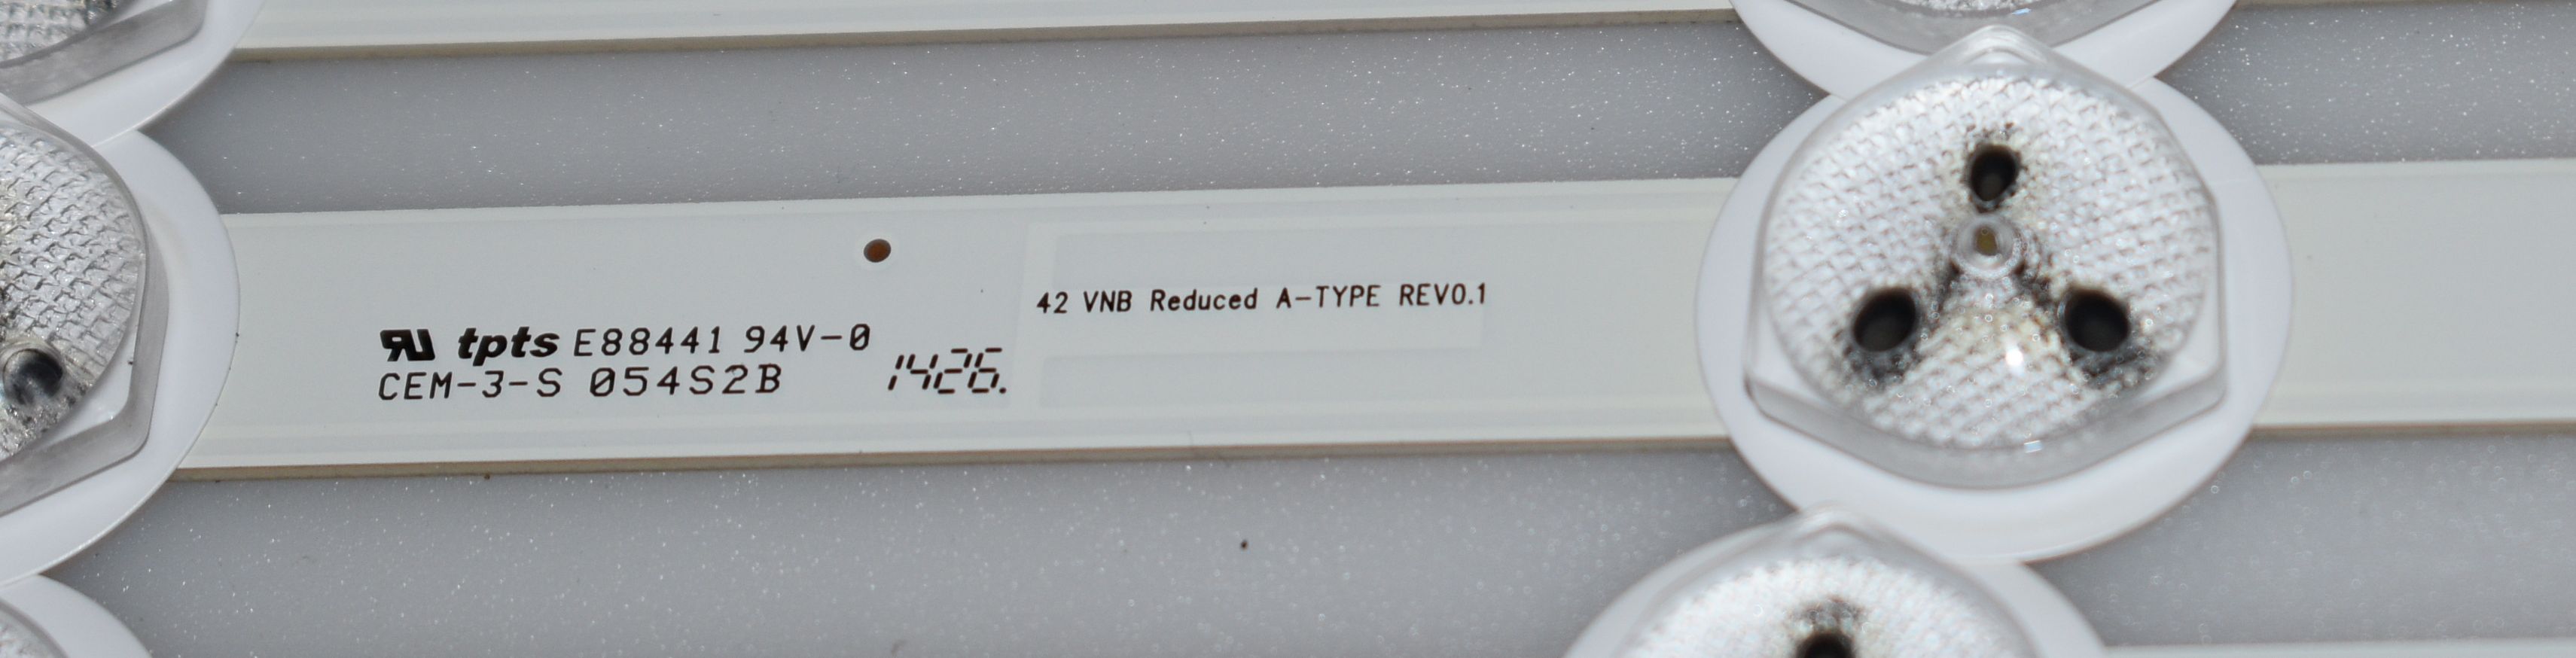 tpts E88441 94V-0
CEM-3-S 054S2B
1426.
42 VNB Reduced A-TYPE REV0.1